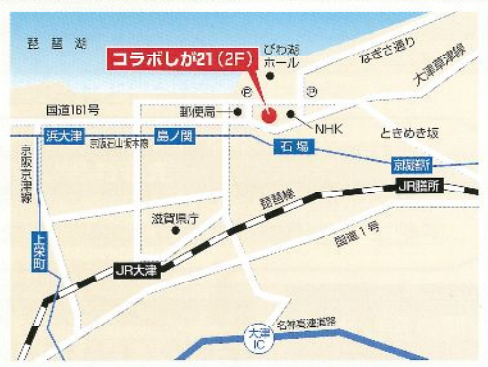 琵琶湖
コラボしが21（2F）
びわ湖
ホール
なぎさ通り
大津草津線
国道161号
郵便局
NHK
ときめき坂
浜大津
京阪石山坂本線
島ノ関
石場
京阪膳所
JR膳所
京阪京津線
琵琶線
滋賀県庁
国道1号
上栄町
JR大津
大津
IC
名神高速道路